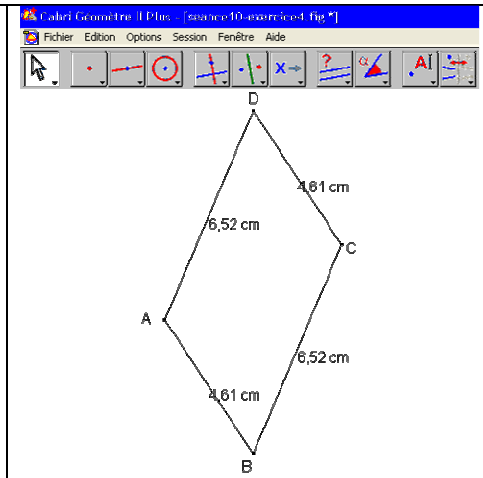 Cabri Géomètre II Plus - [seance10-exercice4.fig *]
Fichier Edition Options Session Fenêtre Aide
? α AI
D
4,61 cm
6,52 cm
C
A
6,52 cm
4,61 cm
B